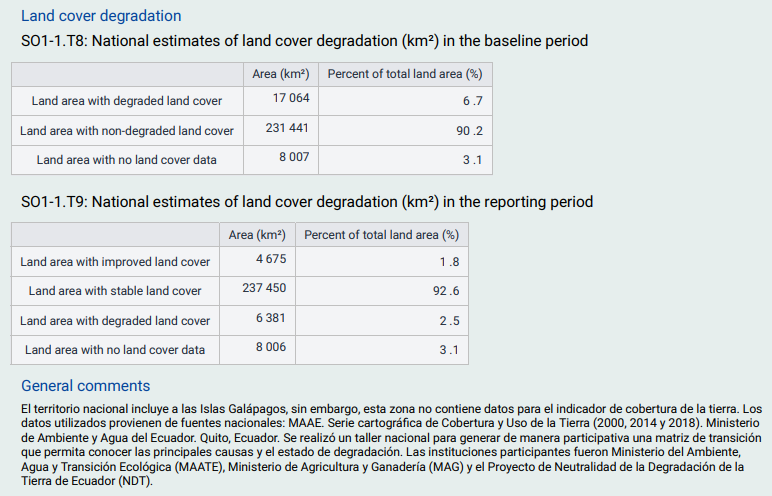 Land cover degradation
SO1-1.T8: National estimates of land cover degradation (km²) in the baseline period
Area (km²) Percent of total land area (%)
Land area with degraded land cover 17 064 6 .7
Land area with non-degraded land cover 231 441 90 .2
Land area with no land cover data 8 007 3 .1
SO1-1.T9: National estimates of land cover degradation (km²) in the reporting period
Area (km²) Percent of total land area (%)
Land area with improved land cover 4 675 1 .8
Land area with stable land cover 237 450 92 .6
Land area with degraded land cover 6 381 2 .5
Land area with no land cover data 8 006 3 .1
General comments
El territorio nacional incluye a las Islas Galápagos, sin embargo, esta zona no contiene datos para el indicador de cobertura de la tierra. Los
datos utilizados provienen de fuentes nacionales: MAAE. Serie cartográfica de Cobertura y Uso de la Tierra (2000, 2014 y 2018). Ministerio
de Ambiente y Agua del Ecuador. Quito, Ecuador. Se realizó un taller nacional para generar de manera participativa una matriz de transición
que permita conocer las principales causas y el estado de degradación. Las instituciones participantes fueron Ministerio del Ambiente,
Agua y Transición Ecológica (MAATE), Ministerio de Agricultura y Ganadería (MAG) y el Proyecto de Neutralidad de la Degradación de la
Tierra de Ecuador (NDT).